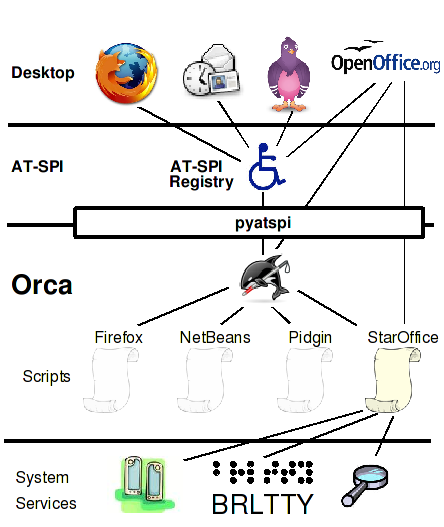 Desktop
OpenOffice.org
AT-SPI
AT-SPI
Registry
pyatspi
Orca
Firefox NetBeans Pidgin StarOffice
Scripts
System
Services
BRLTTY